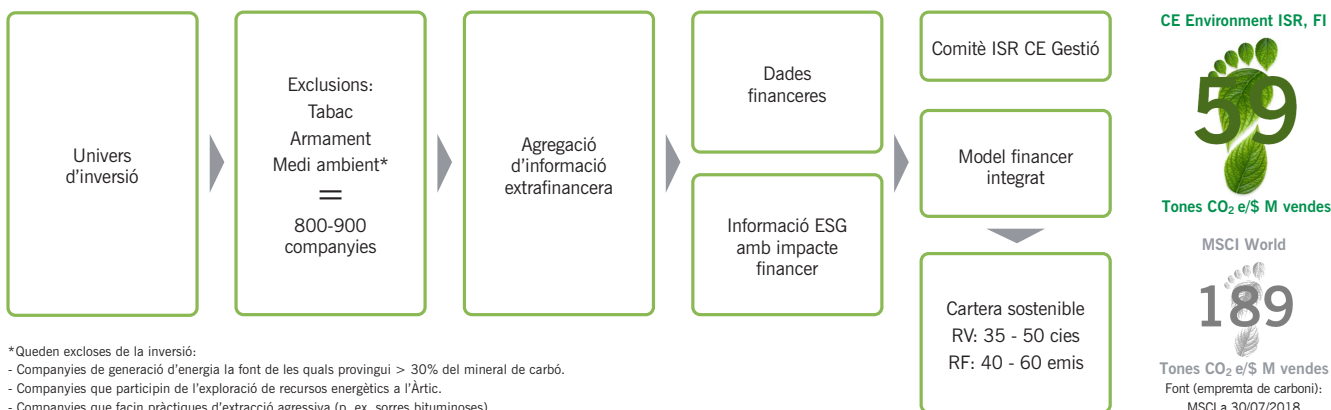 Univers
d’inversió
Exclusions:
Tabac
Armament
Medi ambient*
=
800-900
companyies
Agregació
d’informació
extrafinancera
Dades
financeres
Informació ESG
amb impacte
financer
Comitè ISR CE Gestió
Model financer
integrat
Cartera sostenible
RV: 35 - 50 cies
RF: 40 - 60 emis
CE Environment ISR, FI
59
Tones CO₂ e/$ M vendes
MSCI World
189
Tones CO₂ e/$ M vendes
Font (empremta de carboni):
MSCI a 30/07/2018
*Queden excloses de la inversió:
- Companyies de generació d’energia la font de les quals provingui > 30% del mineral de carbó.
- Companyies que participin de l’exploració de recursos energètics a l’Àrtic.
- Companyies que facin pràctiques d’extracció agressiva (p. ex. sorres bituminoses)